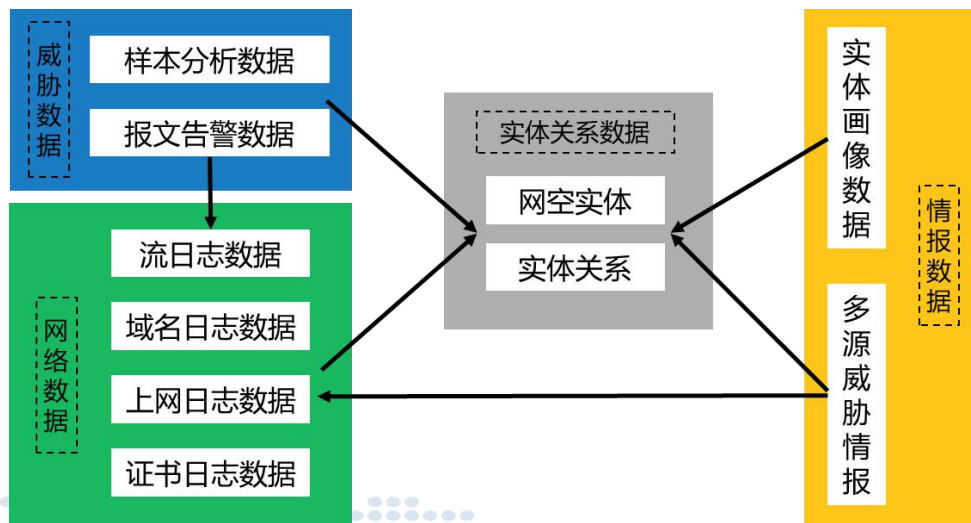 威胁数据
样本分析数据
报文告警数据
网络数据
流日志数据
域名日志数据
上网日志数据
证书日志数据
实体关系数据
网空实体
实体关系
实体画像数据
多源威胁情报
情报数据